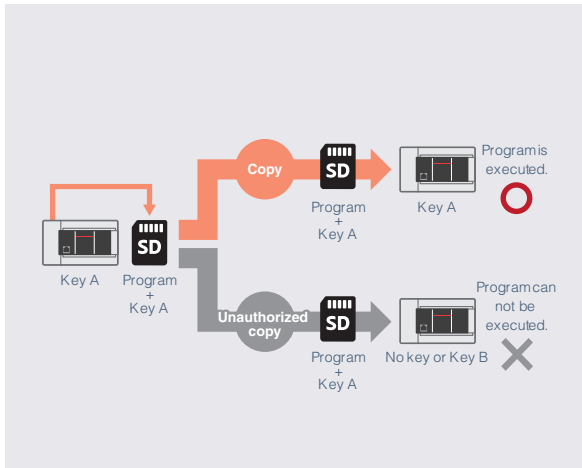 Copy
SD
Program is
executed.
Program
+
Key A
Key A
SD
Key A
Program
+
Key A
Unauthorized
copy
SD
Program can
not be
executed.
Program
+
Key A
No key or Key B